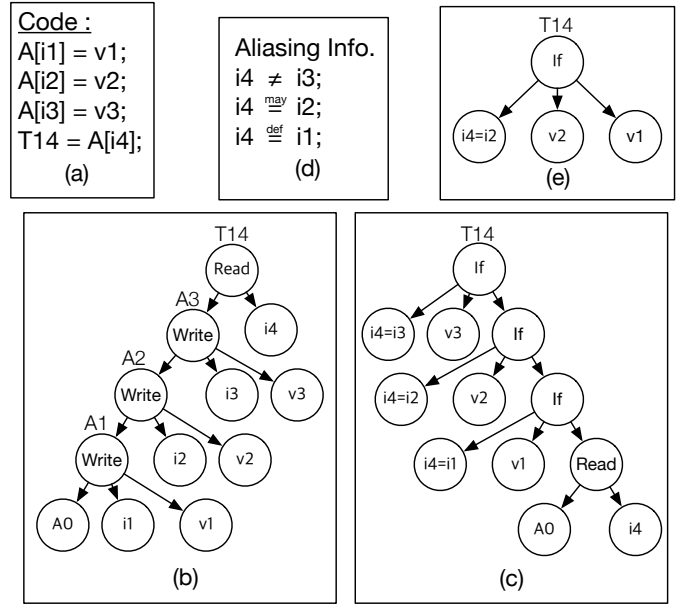 Code :
A[i1] = v1;
A[i2] = v2;
A[i3] = v3;
T14 = A[i4];
(a)
Aliasing Info.
i4 ≠ i3;
i4 may = i2;
i4 def = i1;
(d)
T14
If
i4=i2
v2
v1
(e)
T14
Read
A3
Write
i4
A2
Write
i3
v3
A1
Write
i2
v2
A0
i1
v1
(b)
T14
If
i4=i3
v3
If
i4=i2
v2
If
i4=i1
v1
Read
A0
i4
(c)